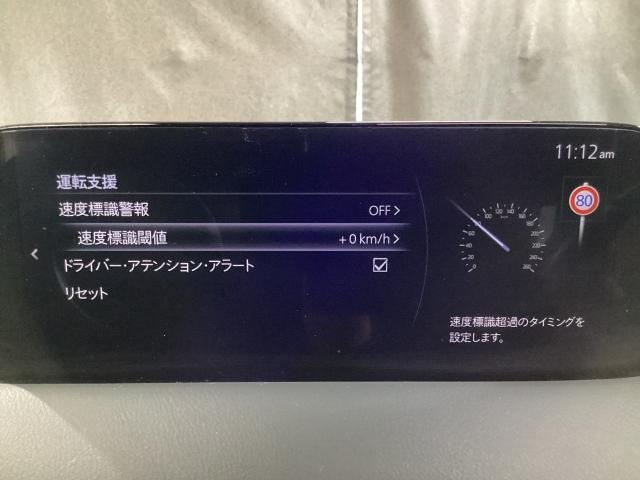 11:12am
運転支援
速度標識警報 OFF
速度標識閾値 +0 km/h
ドライバー・アテンション・アラート
リセット
80
速度標識超過のタイミングを
設定します。